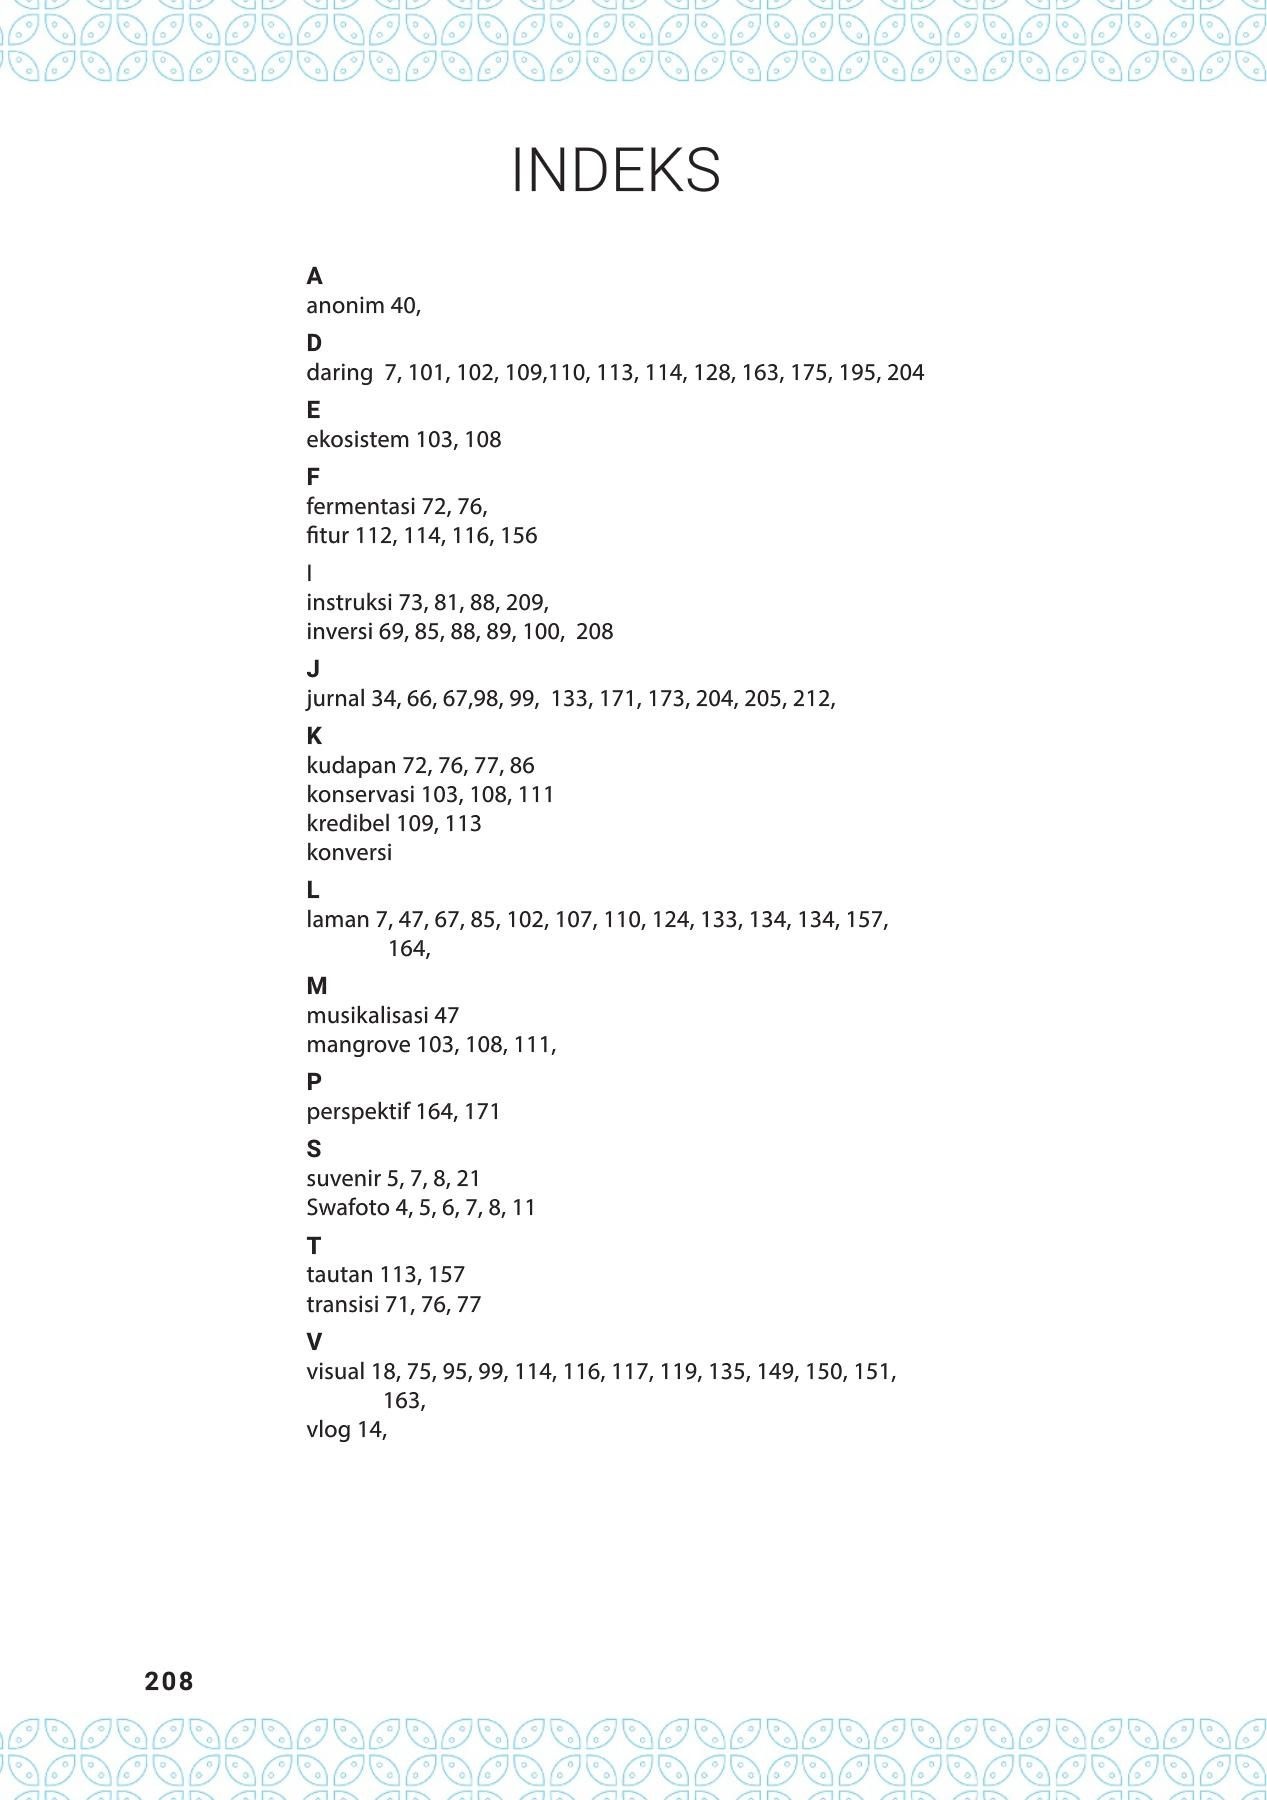 INDEKS
A
anonim 40,
D
daring  7, 101, 102, 109,110, 113, 114, 128, 163, 175, 195, 204
E
ekosistem 103, 108
F
fermentasi 72, 76,
fitur 112, 114, 116, 156
I
instruksi 73, 81, 88, 209,
inversi 69, 85, 88, 89, 100,  208
J
jurnal 34, 66, 67,98, 99,  133, 171, 173, 204, 205, 212,
K
kudapan 72, 76, 77, 86
konservasi 103, 108, 111
kredibel 109, 113
konversi
L
laman 7, 47, 67, 85, 102, 107, 110, 124, 133, 134, 134, 157,
164,
M
musikalisasi 47
mangrove 103, 108, 111,
P
perspektif 164, 171
S
suvenir 5, 7, 8, 21
Swafoto 4, 5, 6, 7, 8, 11
T
tautan 113, 157
transisi 71, 76, 77
V
visual 18, 75, 95, 99, 114, 116, 117, 119, 135, 149, 150, 151,
163,
vlog 14,
208